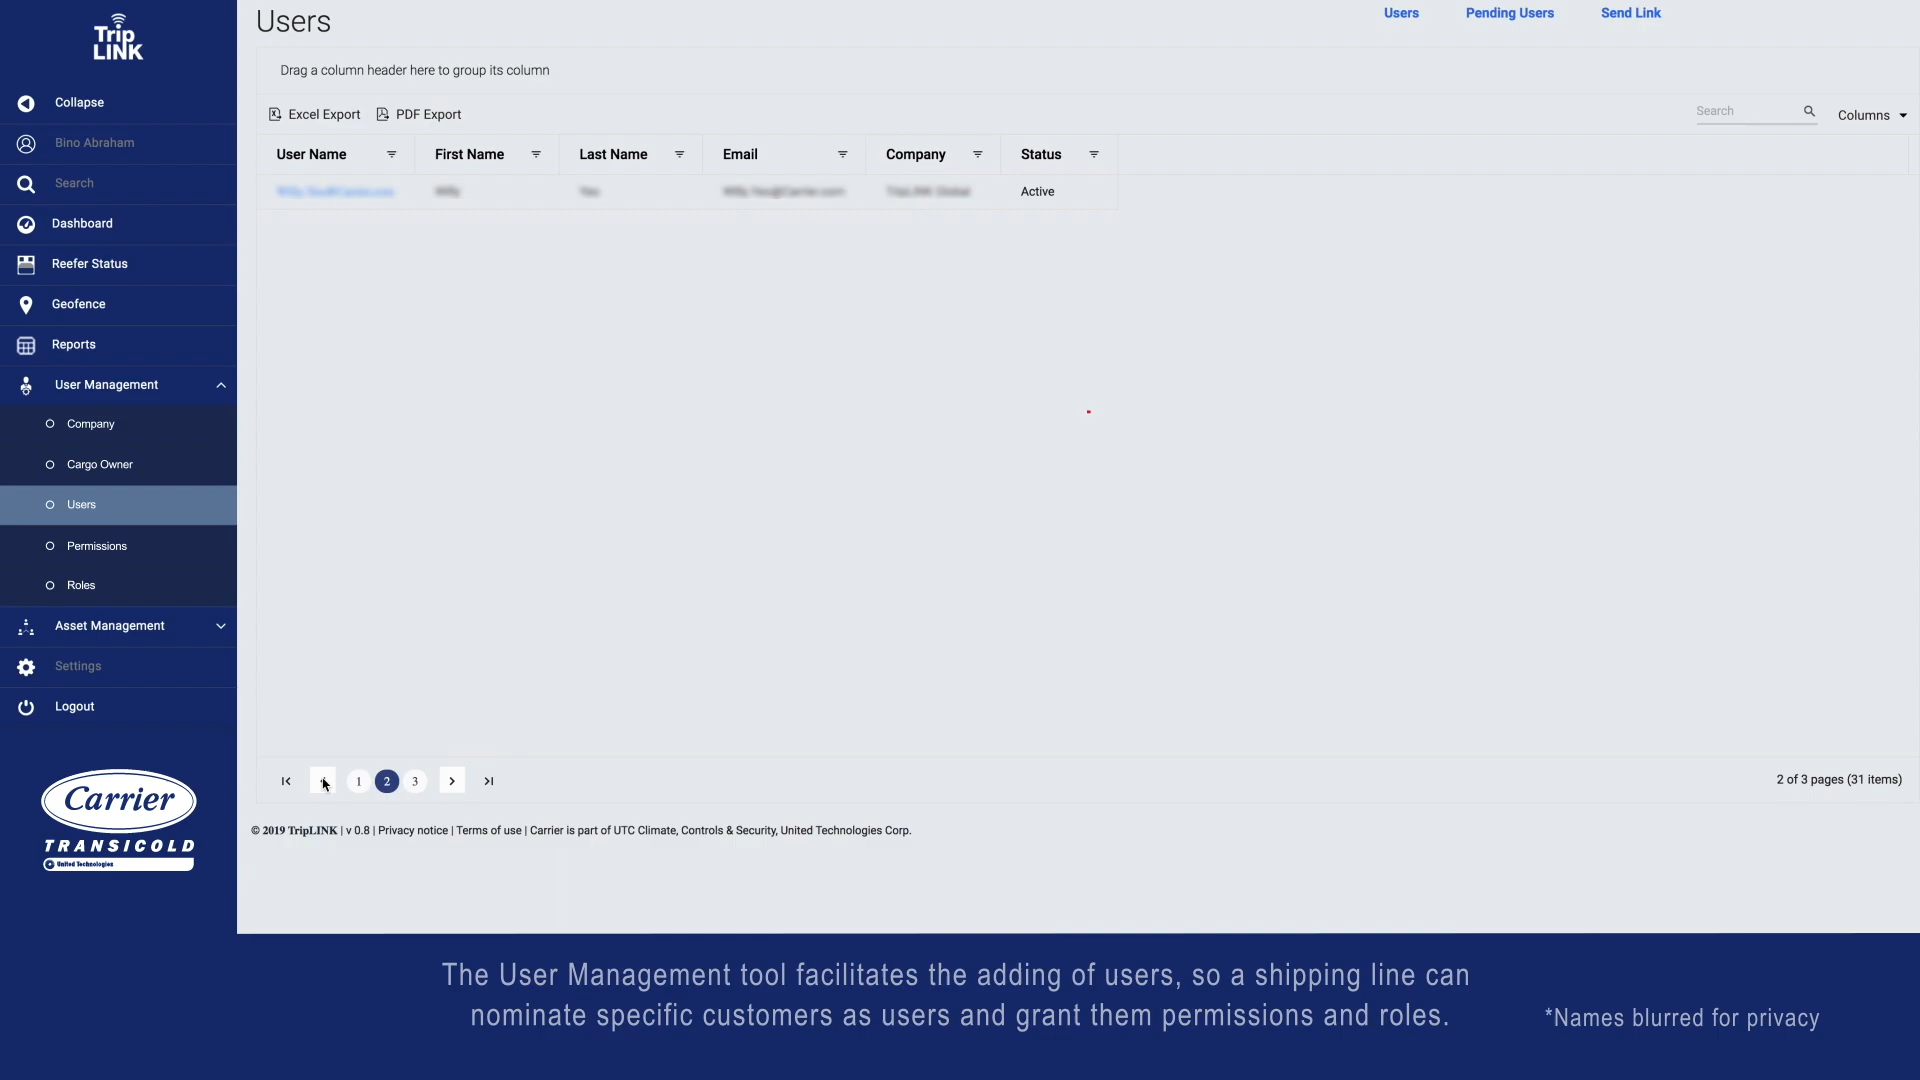 Trip
LINK
Users
Users
Pending Users
Send Link
Drag a column header here to group its column
Excel Export
PDF Export
Search
Columns
User Name
First Name
Last Name
Email
Company
Status
Active
Collapse
Bino Abraham
Search
Dashboard
Reefer Status
Geofence
Reports
User Management
Company
Cargo Owner
Users
Permissions
Roles
Asset Management
Settings
Logout
Carrier
TRANSICOLD
United Technologies
1
2
3
2 of 3 pages (31 items)
© 2019 TripLINK | v 0.8 | Privacy notice | Terms of use | Carrier is part of UTC Climate, Controls & Security, United Technologies Corp.
The User Management tool facilitates the adding of users, so a shipping line can
nominate specific customers as users and grant them permissions and roles.
*Names blurred for privacy